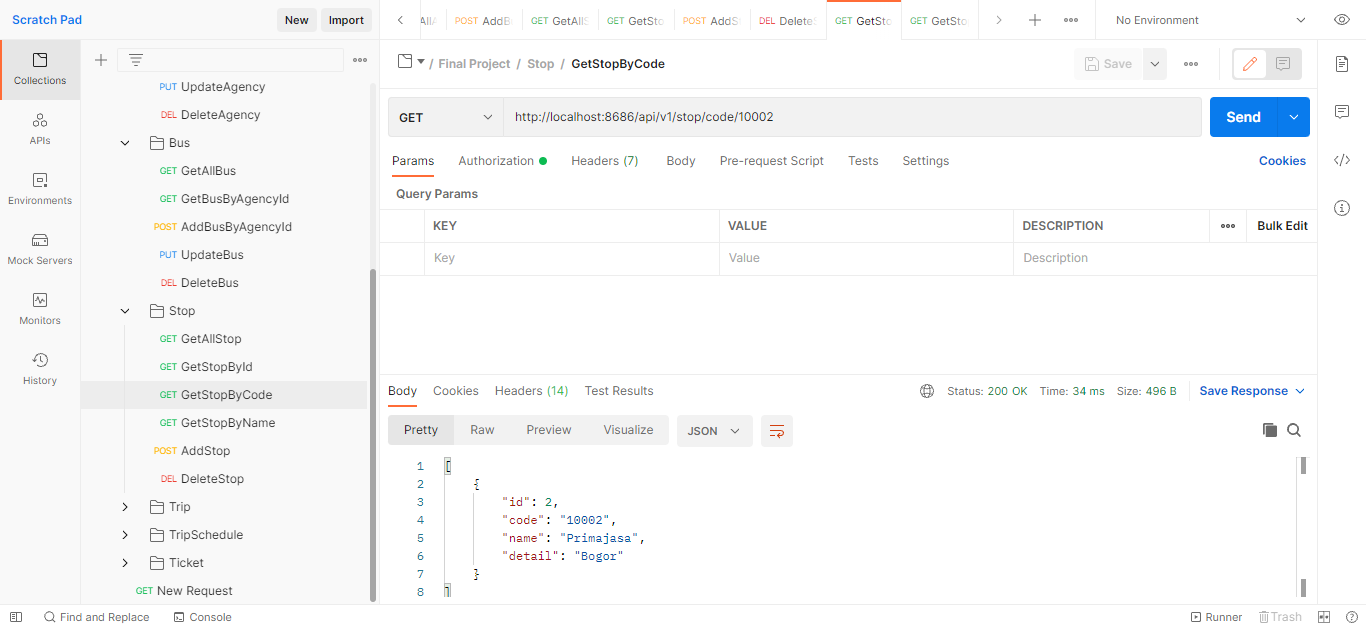 Scratch Pad
New
Import
POST AddB
GET GetAllS
GET GetSto
POST AddS
DEL Delete
GET GetSto
GET GetSto
No Environment
Collections
APIs
Environments
Mock Servers
Monitors
History
PUT UpdateAgency
DEL DeleteAgency
Bus
GET GetAllBus
GET GetBusByAgencyId
POST AddBusByAgencyId
PUT UpdateBus
DEL DeleteBus
Stop
GET GetAllStop
GET GetStopById
GET GetStopByCode
GET GetStopByName
POST AddStop
DEL DeleteStop
Trip
TripSchedule
Ticket
GET New Request
/ Final Project / Stop / GetStopByCode
Save
GET
http://localhost:8686/api/v1/stop/code/10002
Send
Params Authorization Headers (7) Body Pre-request Script Tests Settings Cookies
Query Params
KEY VALUE DESCRIPTION Bulk Edit
Key Value Description
Body Cookies Headers (14) Test Results Status: 200 OK Time: 34 ms Size: 496 B Save Response
Pretty Raw Preview Visualize JSON
1 [
2 {
3 "id": 2,
4 "code": "10002",
5 "name": "Primajasa",
6 "detail": "Bogor"
7 }
8 ]
Find and Replace Console Runner Trash